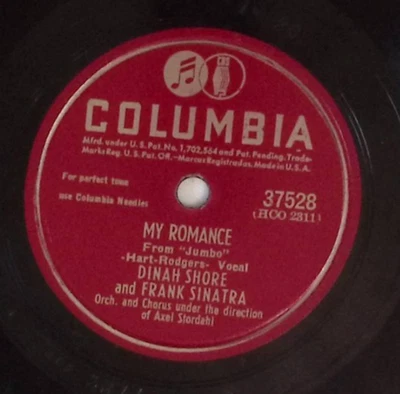 CBS
COLUMBIA
Mfrd. under U.S. Pat. No. 1,702,564 and Pat. Pending. Trade-
Marks Reg. U.S. Pat. Off.–Marcas Registradas. Made in U.S.A.
For perfect tone
use Columbia Needles
37528
(HCO 2311)
MY ROMANCE
From "Jumbo"
-Hart-Rodgers- Vocal
DINAH SHORE
and FRANK SINATRA
Orch. and Chorus under the direction
of Axel Stordahl